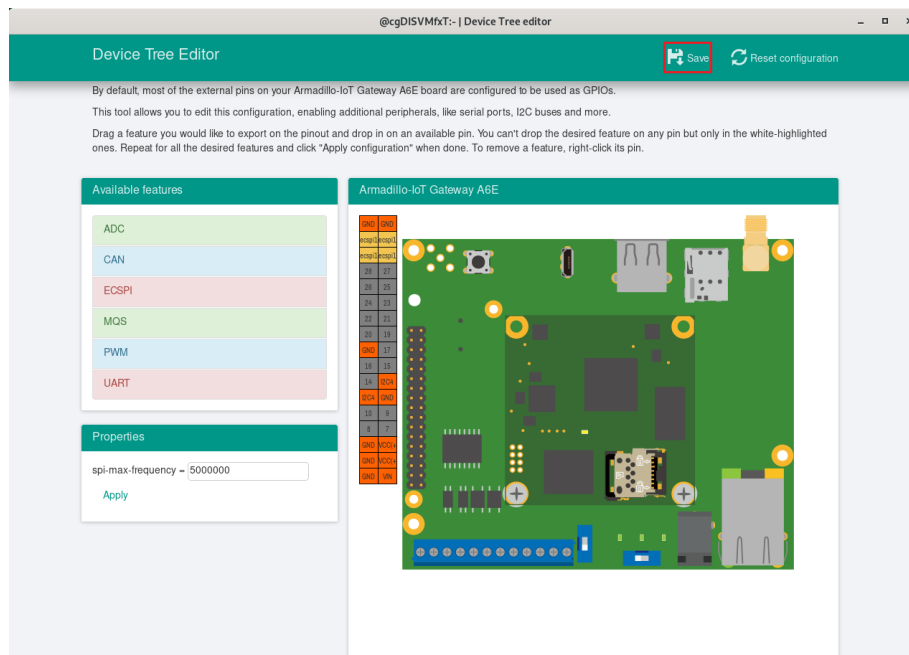 @cgDISVMfxT:~ | Device Tree editor
Device Tree Editor
Save
Reset configuration
By default, most of the external pins on your Armadillo-IoT Gateway A6E board are configured to be used as GPIOs.
This tool allows you to edit this configuration, enabling additional peripherals, like serial ports, I2C buses and more.
Drag a feature you would like to export on the pinout and drop in on an available pin. You can't drop the desired feature on any pin but only in the white-highlighted
ones. Repeat for all the desired features and click "Apply configuration" when done. To remove a feature, right-click its pin.
Available features
ADC
CAN
ECSPI
MQS
PWM
UART
Properties
spi-max-frequency = 5000000
Apply
Armadillo-IoT Gateway A6E
GND GND
ecspi1 ecspi1
ecspi1 ecspi1
28 27
26 25
24 23
22 21
20 19
GND 17
16 15
14 I2C4
I2C4 GND
10 9
8 7
GND VCC(+
GND VCC(+
GND VIN